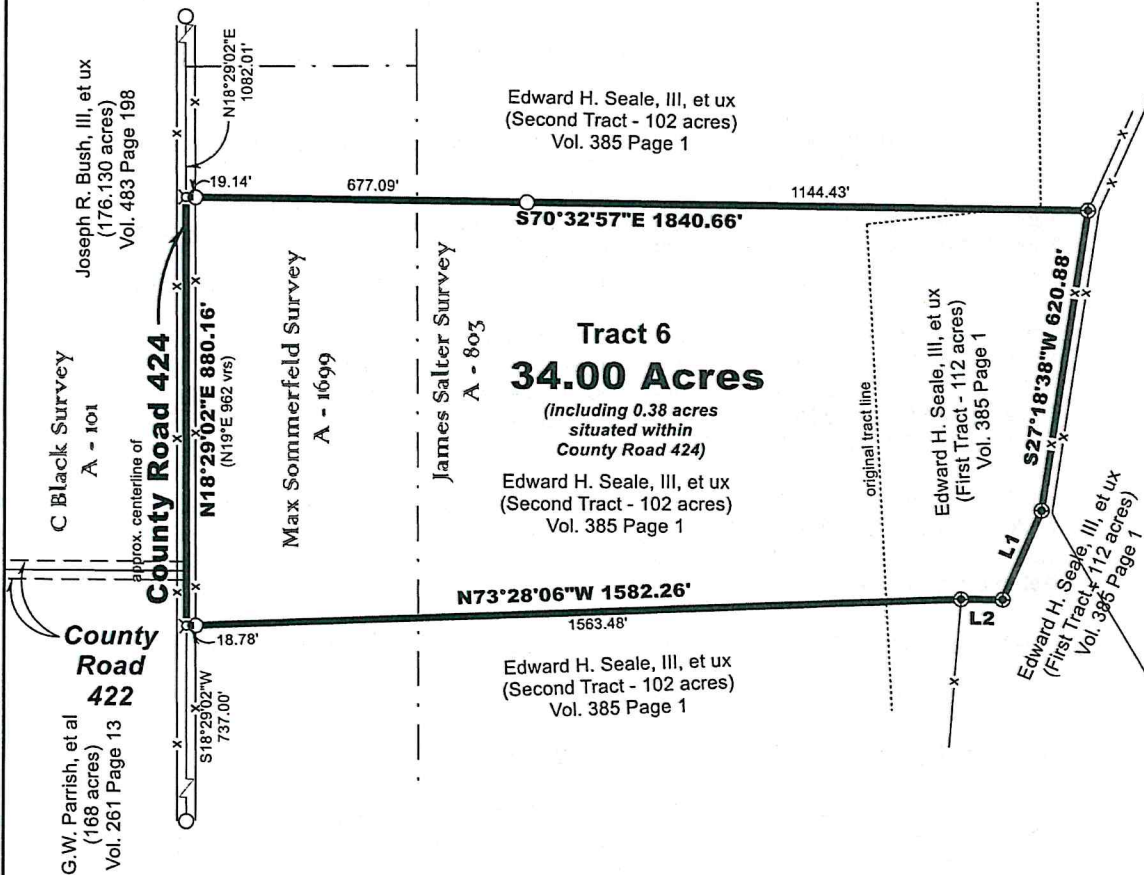 Joseph R. Bush, III, et ux
(176.130 acres)
Vol. 483 Page 198
N18°29'02"E
1082.01'
Edward H. Seale, III, et ux
(Second Tract - 102 acres)
Vol. 385 Page 1
19.14'
677.09'
1144.43'
S70°32'57"E 1840.66'
C Black Survey
A - 101
approx. centerline of
County Road 424
N18°29'02"E 880.16'
(N19°E 962 vrs)
Max Sommerfeld Survey
A - 1699
James Salter Survey
A - 803
Tract 6
34.00 Acres
(including 0.38 acres
situated within
County Road 424)
Edward H. Seale, III, et ux
(Second Tract - 102 acres)
Vol. 385 Page 1
original tract line
Edward H. Seale, III, et ux
(First Tract - 112 acres)
Vol. 385 Page 1
S27°18'38"W 620.88'
L1
L2
Edward H. Seale, III, et ux
(First Tract - 112 acres)
Vol. 385 Page 1
N73°28'06"W 1582.26'
1563.48'
18.78'
County
Road
422
S18°29'02"W
737.00'
G.W. Parrish, et al
(168 acres)
Vol. 261 Page 13
Edward H. Seale, III, et ux
(Second Tract - 102 acres)
Vol. 385 Page 1